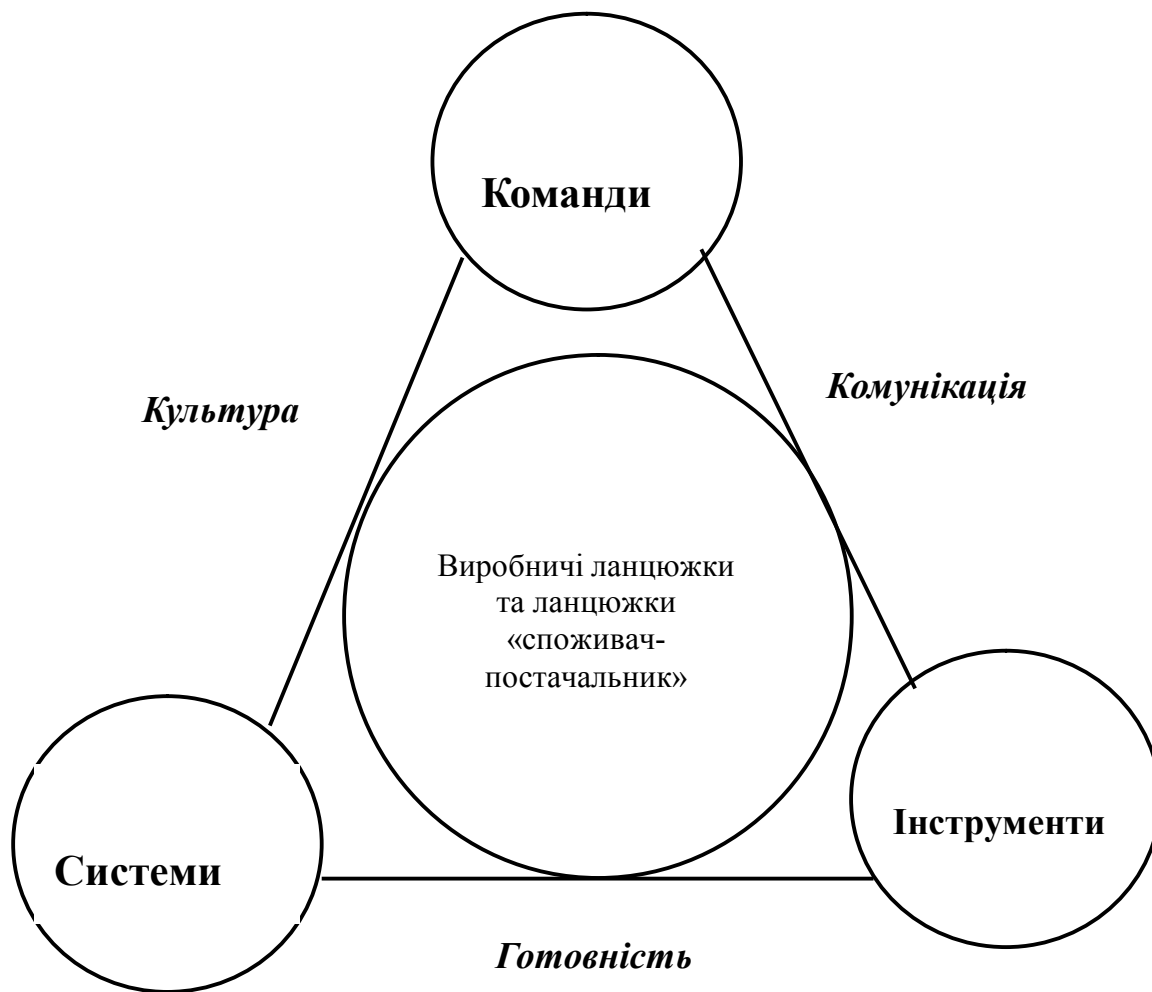 Команди
Культура
Комунікація
Виробничі ланцюжки
та ланцюжки
«споживач-
постачальник»
Системи
Інструменти
Готовність